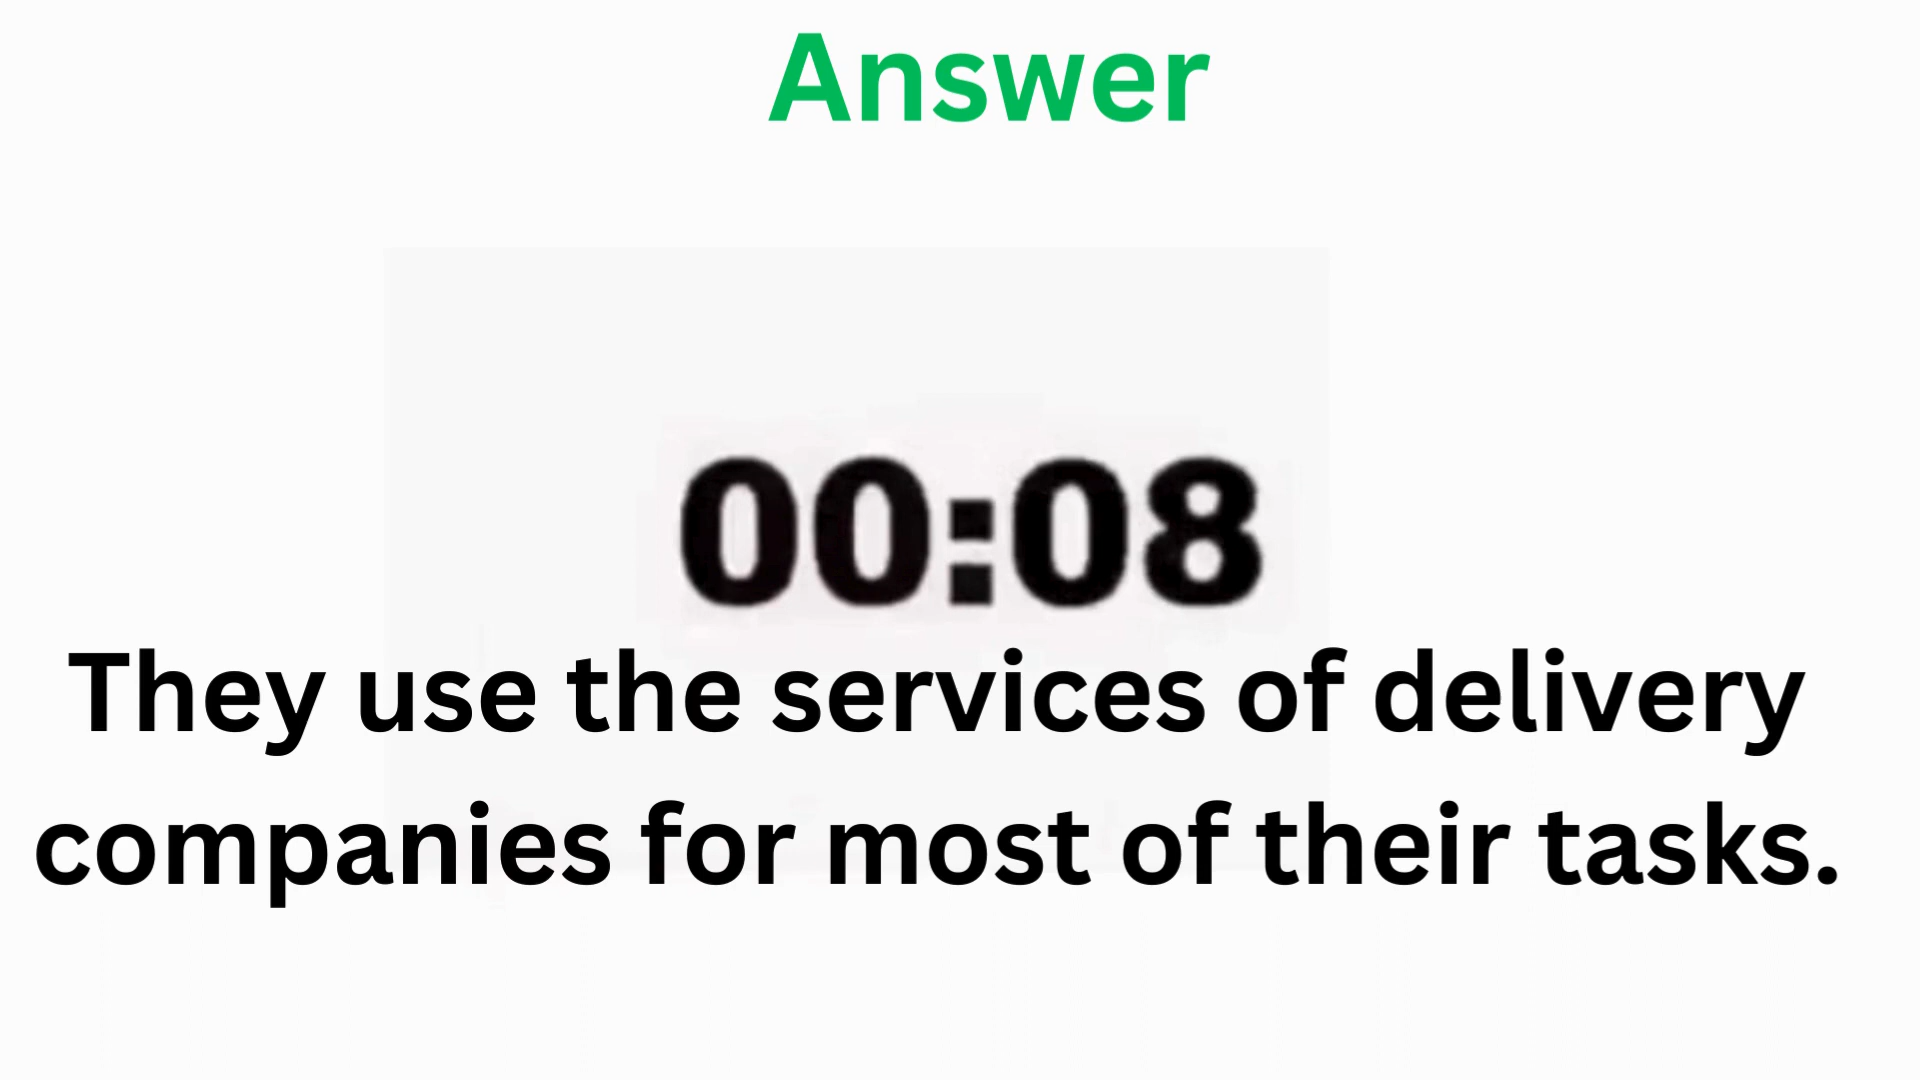 Answer
00:08
They use the services of delivery
companies for most of their tasks.